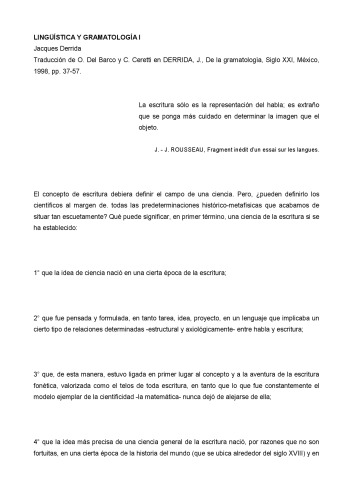 LINGÜÍSTICA Y GRAMATOLOGÍA I
Jacques Derrida
Traducción de O. Del Barco y C. Ceretti en DERRIDA, J., De la gramatología, Siglo XXI, México,
1998, pp. 37-57.
La escritura sólo es la representación del habla; es extraño
que se ponga más cuidado en determinar la imagen que el
objeto.
J. - J. ROUSSEAU, Fragment inédit d'un essai sur les langues.
El concepto de escritura debiera definir el campo de una ciencia. Pero, ¿pueden definirlo los
científicos al margen de. todas las predeterminaciones histórico-metafísicas que acabamos de
situar tan escuetamente? Qué puede significar, en primer término, una ciencia de la escritura si se
ha establecido:
1° que la idea de ciencia nació en una cierta época de la escritura;
2° que fue pensada y formulada, en tanto tarea, idea, proyecto, en un lenguaje que implicaba un
cierto tipo de relaciones determinadas -estructural y axiológicamente- entre habla y escritura;
3° que, de esta manera, estuvo ligada en primer lugar al concepto y a la aventura de la escritura
fonética, valorizada como el telos de toda escritura, en tanto que lo que fue constantemente el
modelo ejemplar de la cientificidad -la matemática- nunca dejó de alejarse de ella;
4° que la idea más precisa de una ciencia general de la escritura nació, por razones que no son
fortuitas, en una cierta época de la historia del mundo (que se ubica alrededor del siglo XVIII) y en